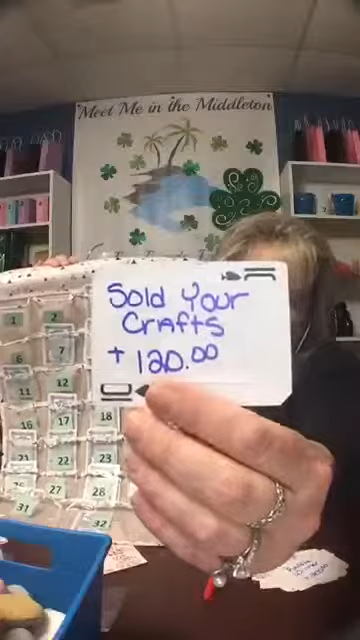 Meet Me in the Middleton
Sold Your
Crafts
+ 120.00
1 2
6 7
11 12
16 17 18
21 22 23
26 27 28
31 32